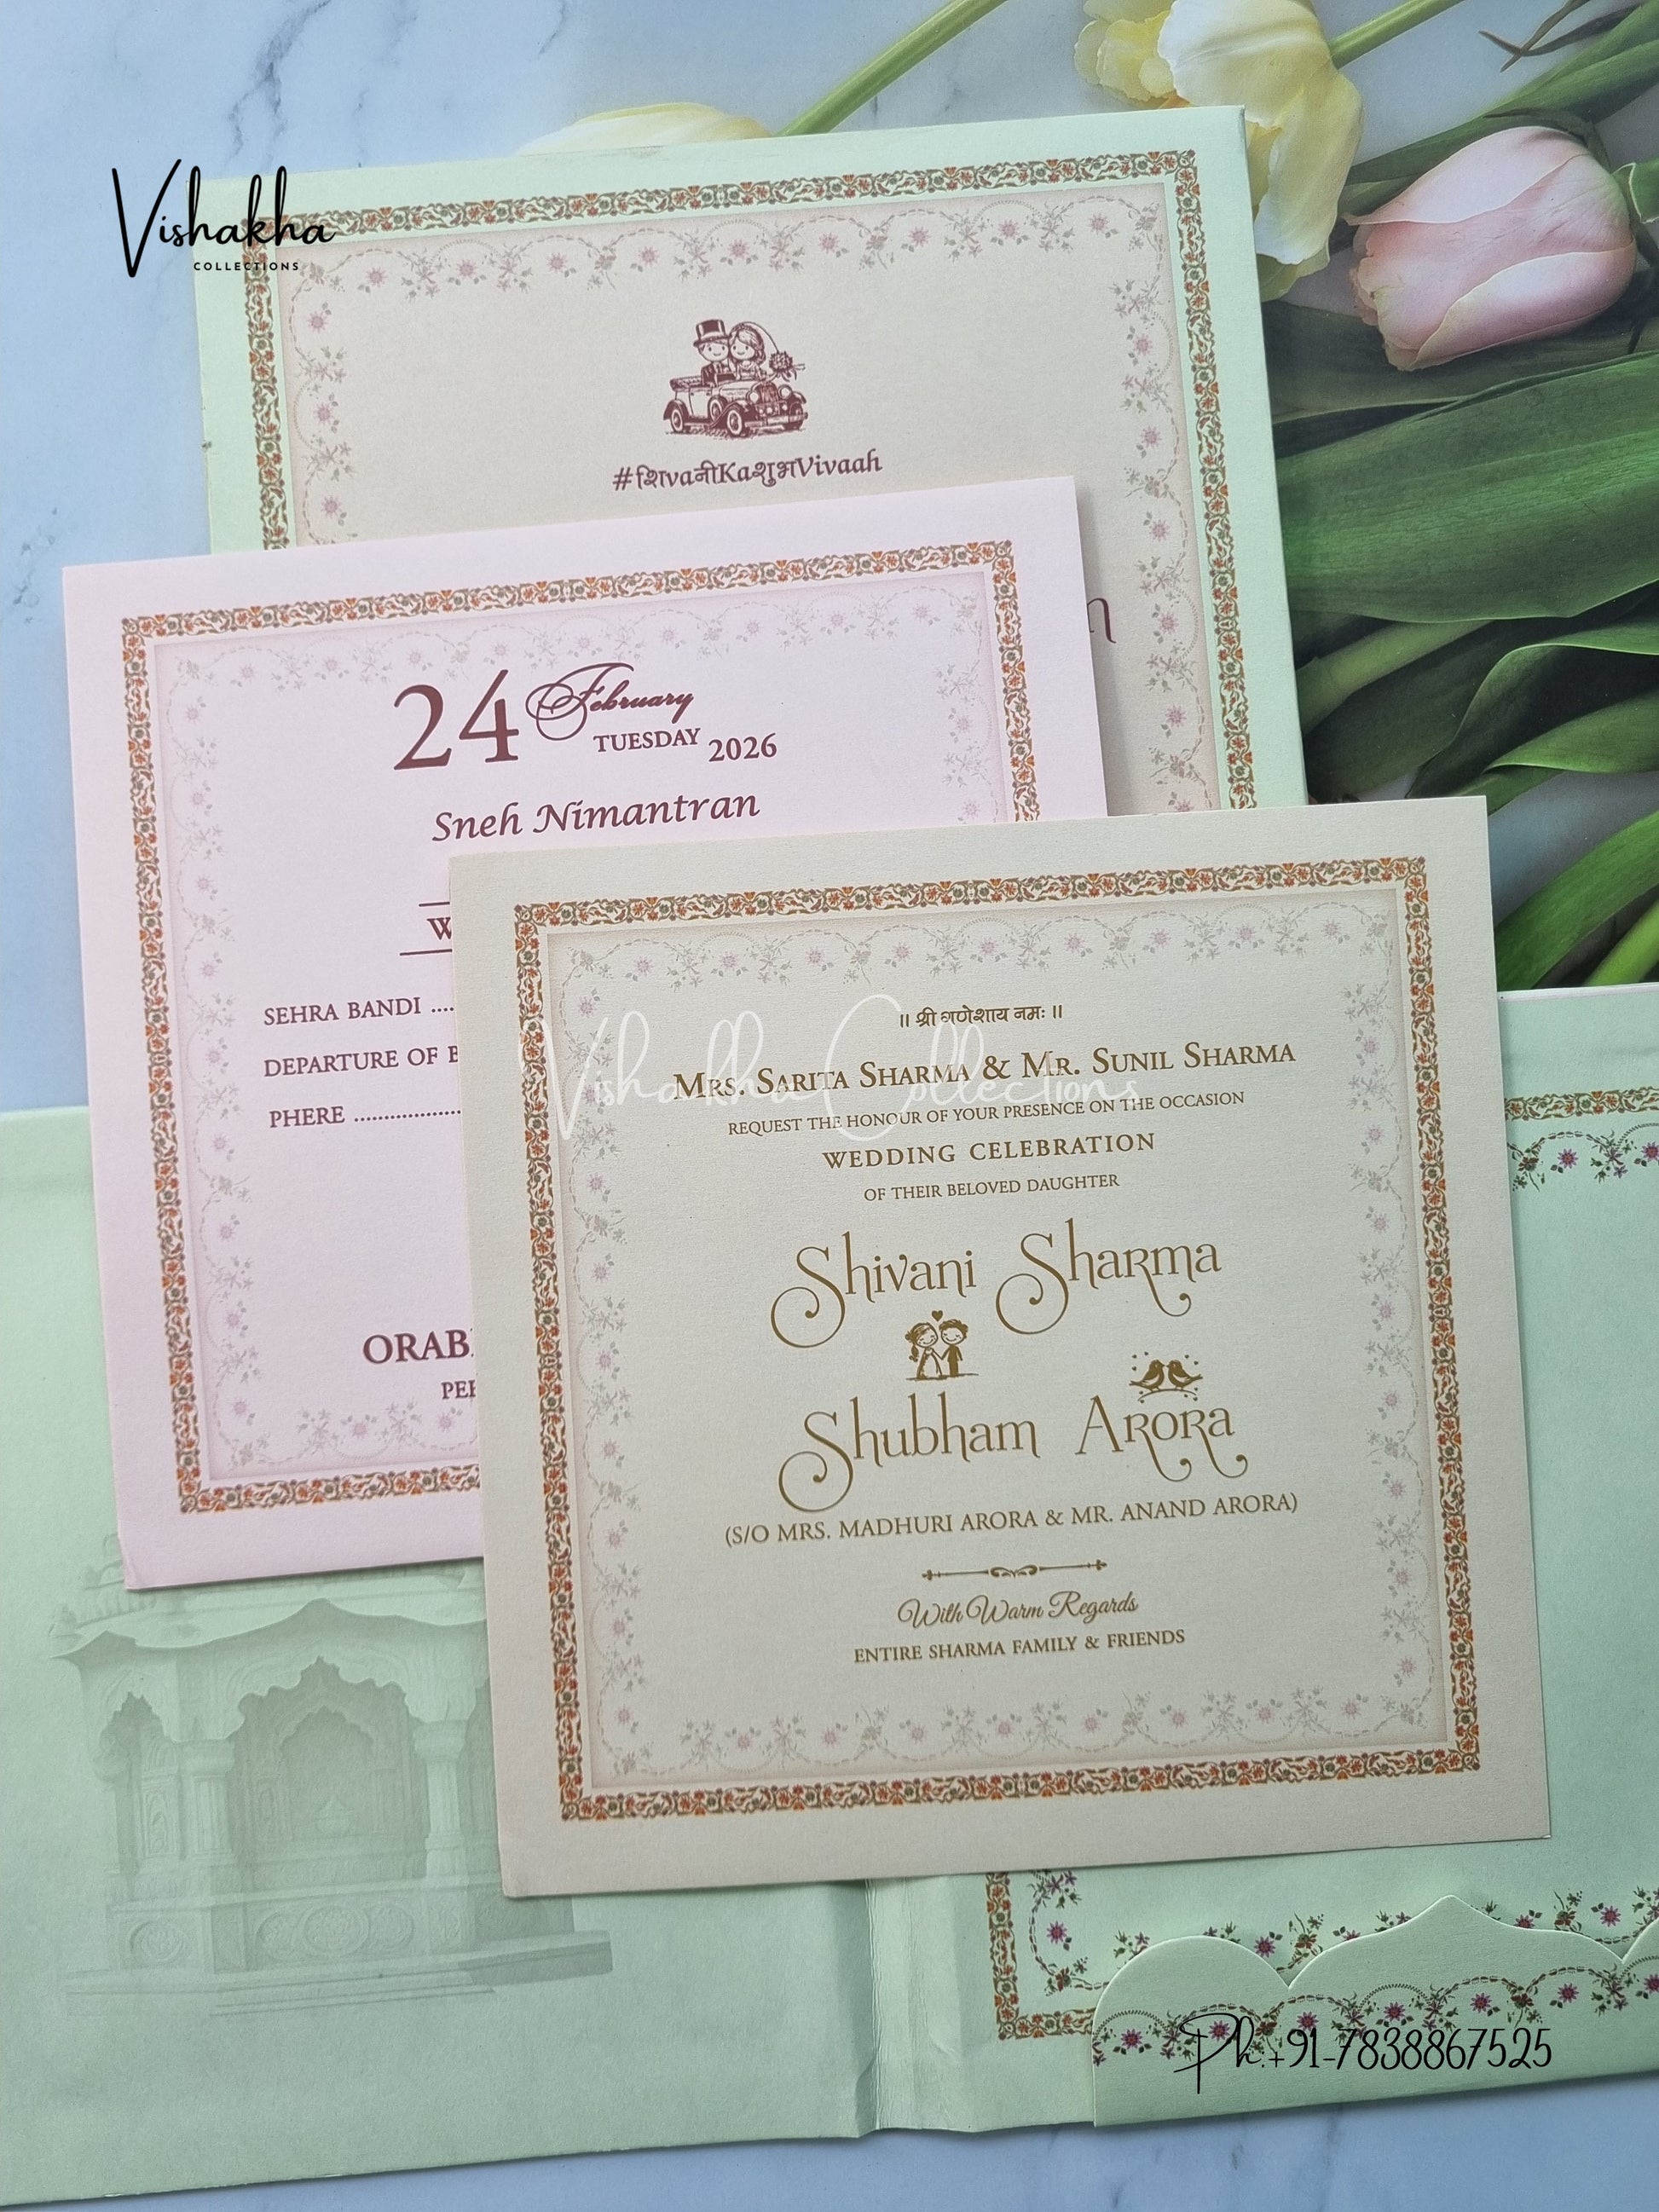 Vishakha
COLLECTIONS
#शिvaनीKaशुभVivaah
24 February
TUESDAY 2026
Sneh Nimantran
SEHRA BANDI ....
DEPARTURE OF
PHERE ....................
|| श्री गणेशाय नमः ||
Vishakha Collections
MRS. SARITA SHARMA & MR. SUNIL SHARMA
REQUEST THE HONOUR OF YOUR PRESENCE ON THE OCCASION
WEDDING CELEBRATION
OF THEIR BELOVED DAUGHTER
Shivani Sharma
Shubham Arora
(S/O MRS. MADHURI ARORA & MR. ANAND ARORA)
With Warm Regards
ENTIRE SHARMA FAMILY & FRIENDS
Ph.+91-7838867525